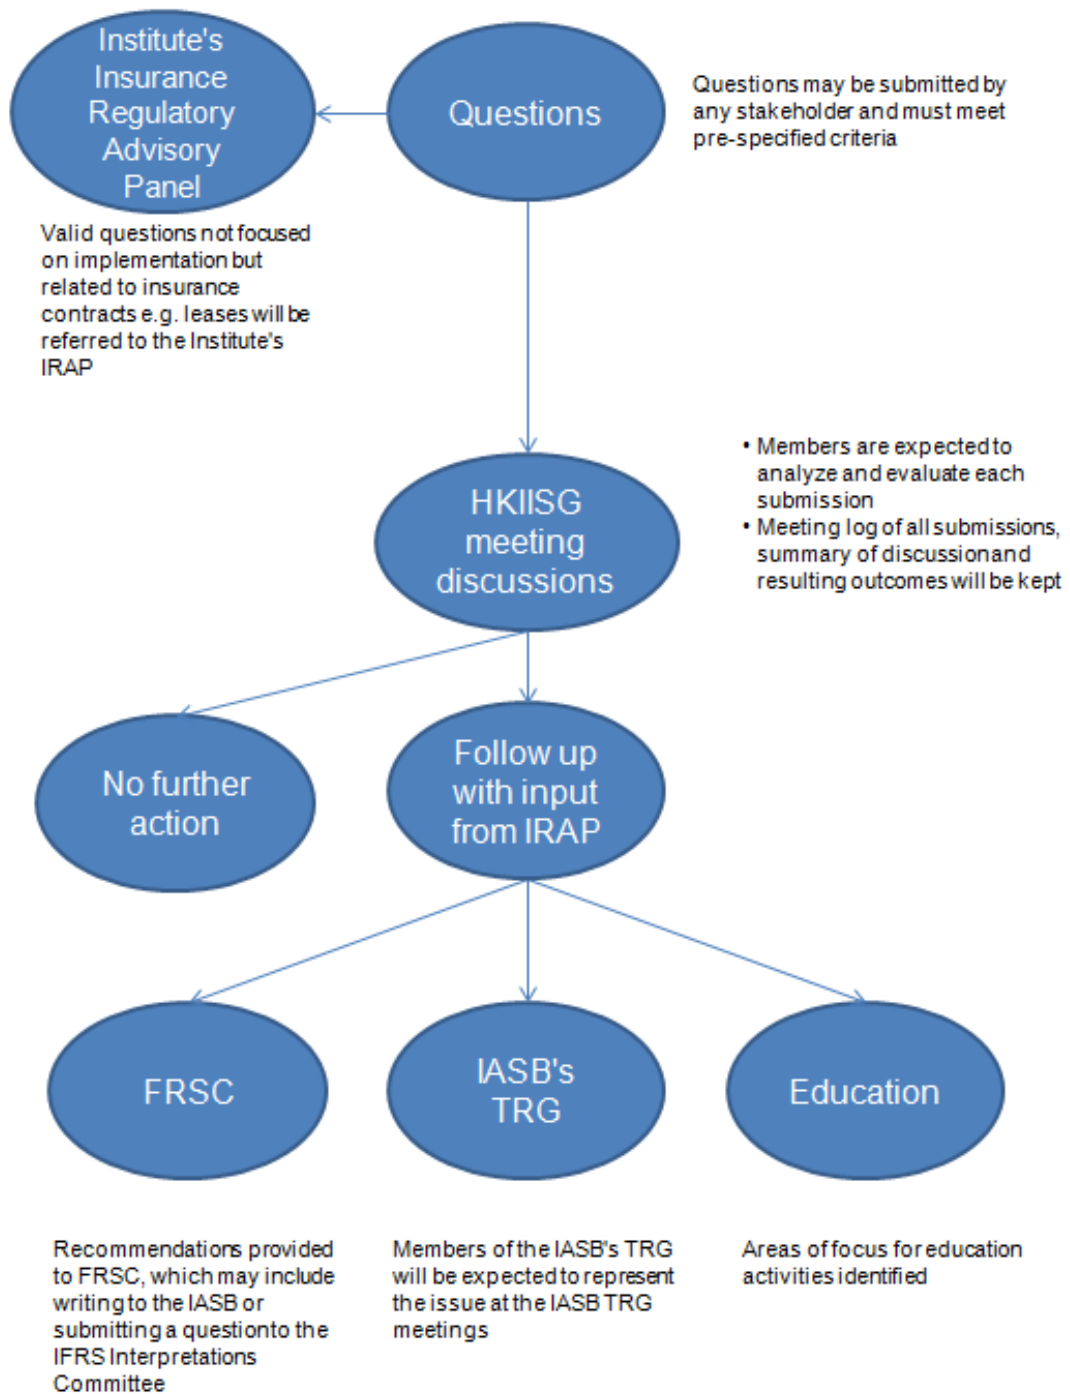 Institute's
Insurance
Regulatory
Advisory
Panel
Questions
Questions may be submitted by
any stakeholder and must meet
pre-specified criteria
Valid questions not focused
on implementation but
related to insurance
contracts e.g. leases will be
referred to the Institute's
IRAP
HKIISG
meeting
discussions
• Members are expected to
analyze and evaluate each
submission
• Meeting log of all submissions,
summary of discussion and
resulting outcomes will be kept
No further
action
Follow up
with input
from IRAP
FRSC
IASB's
TRG
Education
Recommendations provided
to FRSC, which may include
writing to the IASB or
submitting a question to the
IFRS Interpretations
Committee
Members of the IASB's TRG
will be expected to represent
the issue at the IASB TRG
meetings
Areas of focus for education
activities identified